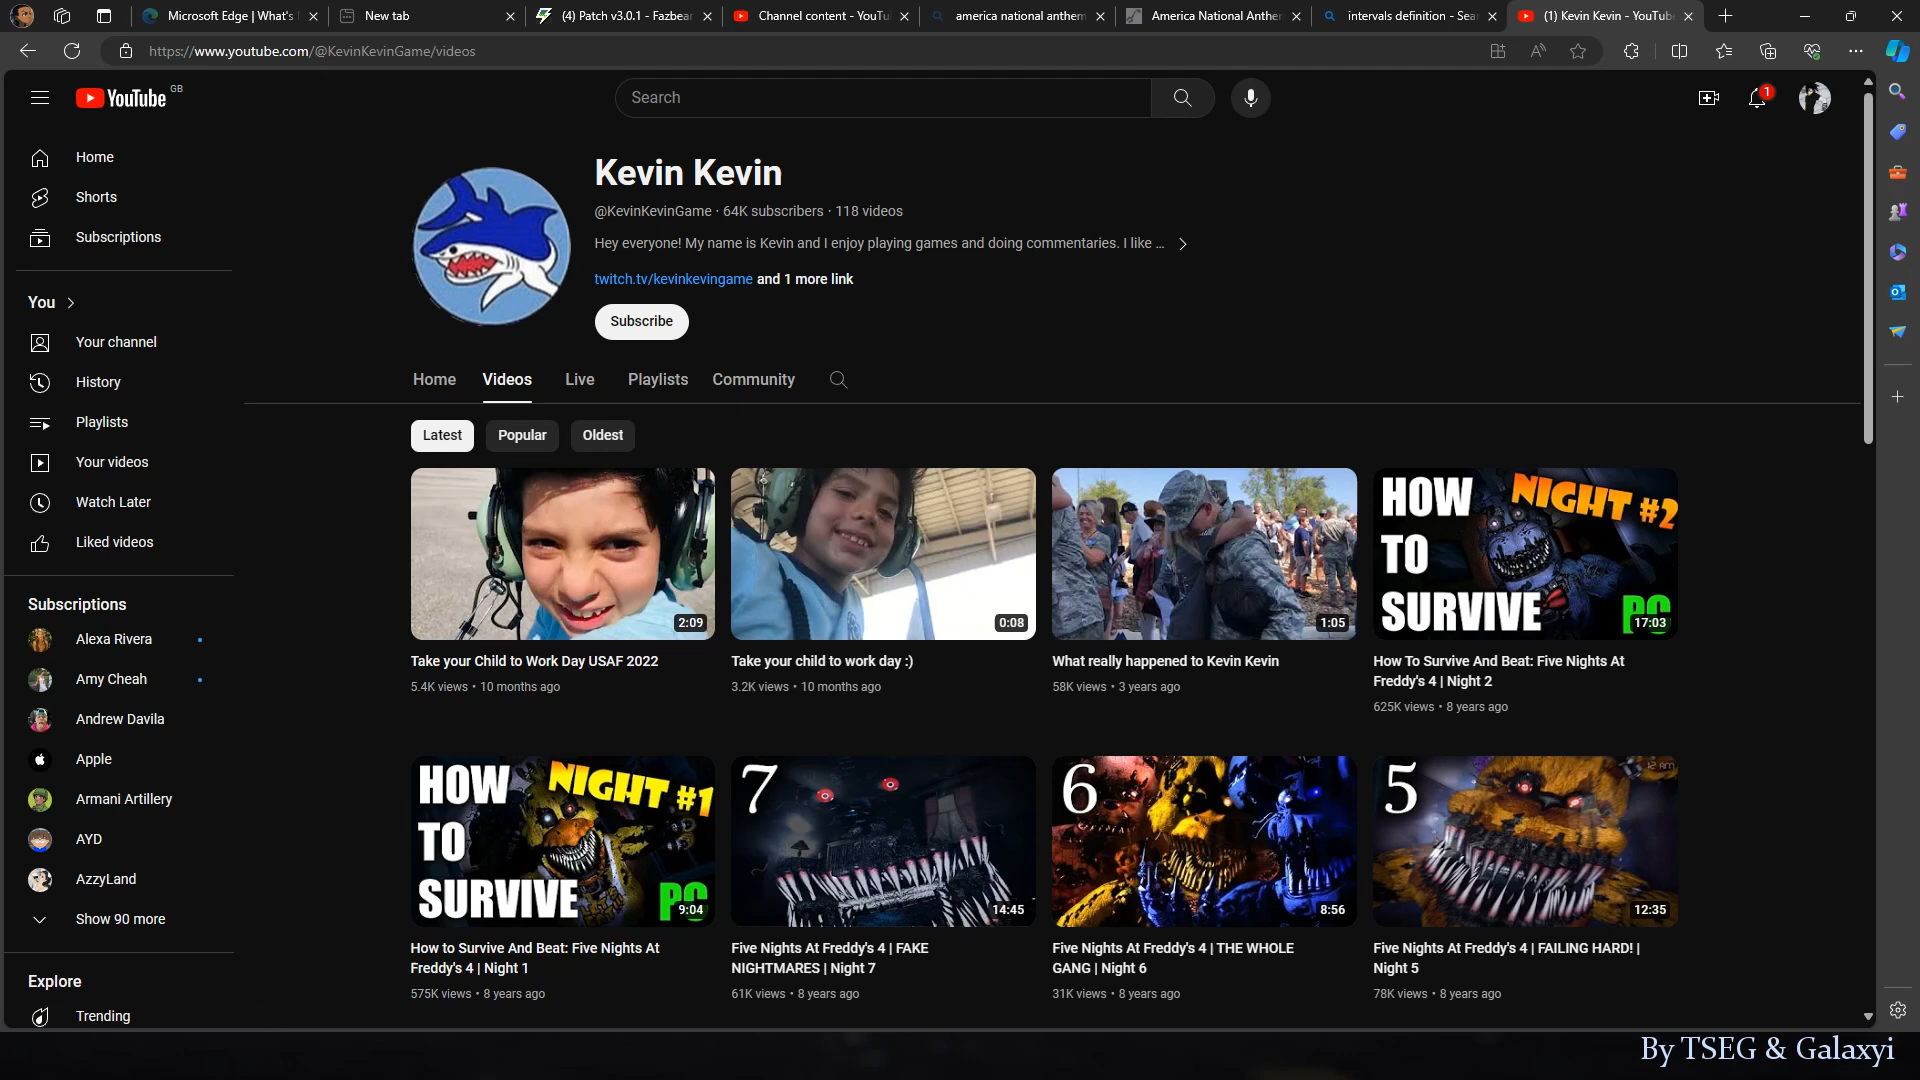 Microsoft Edge | What's
New tab
(4) Patch v3.0.1 - Fazbear
Channel content - YouTu
america national anthem
America National Anthe
intervals definition - Sea
(1) Kevin Kevin - YouTube
https://www.youtube.com/@KevinKevinGame/videos
YouTube GB
Search
1
Home
Shorts
Subscriptions
You
Your channel
History
Playlists
Your videos
Watch Later
Liked videos
Subscriptions
Alexa Rivera
Amy Cheah
Andrew Davila
Apple
Armani Artillery
AYD
AzzyLand
Show 90 more
Explore
Trending
Kevin Kevin
@KevinKevinGame · 64K subscribers · 118 videos
Hey everyone! My name is Kevin and I enjoy playing games and doing commentaries. I like ...
twitch.tv/kevinkevingame and 1 more link
Subscribe
Home Videos Live Playlists Community
Latest Popular Oldest
2:09
Take your Child to Work Day USAF 2022
5.4K views • 10 months ago
0:08
Take your child to work day :)
3.2K views • 10 months ago
1:05
What really happened to Kevin Kevin
58K views • 3 years ago
HOW NIGHT #2
TO
SURVIVE PC
17:03
How To Survive And Beat: Five Nights At
Freddy's 4 | Night 2
625K views • 8 years ago
HOW NIGHT #1
TO
SURVIVE PC
9:04
How to Survive And Beat: Five Nights At
Freddy's 4 | Night 1
575K views • 8 years ago
7
14:45
Five Nights At Freddy's 4 | FAKE
NIGHTMARES | Night 7
61K views • 8 years ago
6
8:56
Five Nights At Freddy's 4 | THE WHOLE
GANG | Night 6
31K views • 8 years ago
5
12 AM
12:35
Five Nights At Freddy's 4 | FAILING HARD! |
Night 5
78K views • 8 years ago
By TSEG & Galaxyi